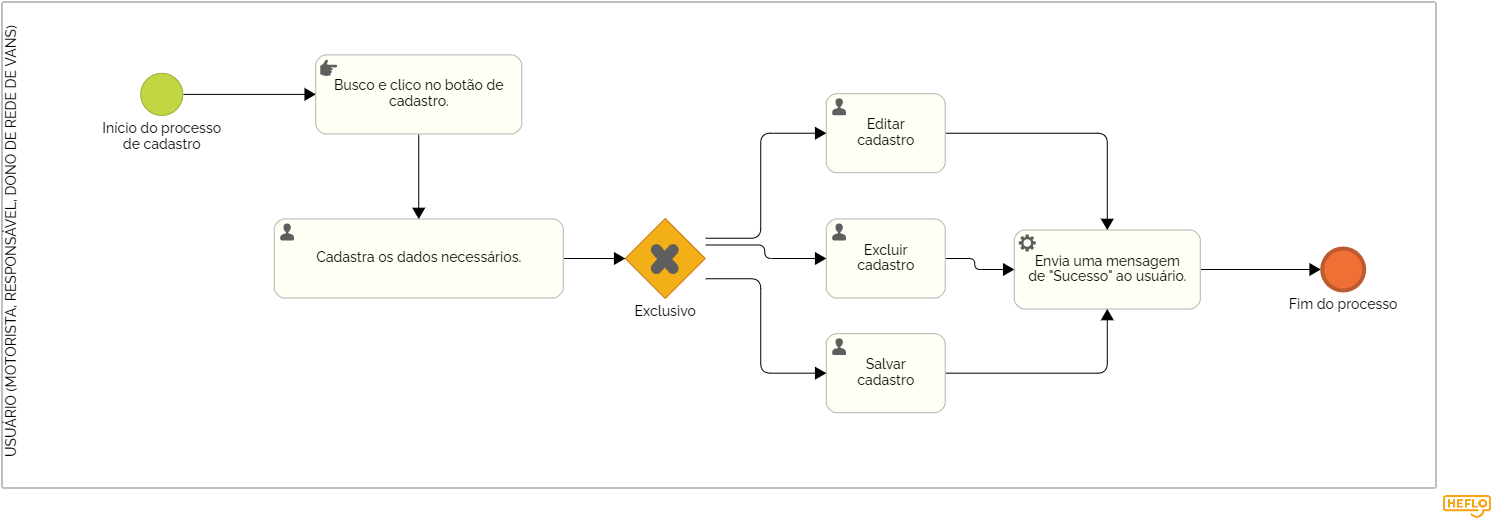 USUÁRIO (MOTORISTA, RESPONSÁVEL, DONO DE REDE DE VANS)
Início do processo
de cadastro
Busco e clico no botão de
cadastro.
Cadastra os dados necessários.
Exclusivo
Editar
cadastro
Excluir
cadastro
Salvar
cadastro
Envia uma mensagem
de "Sucesso" ao usuário.
Fim do processo
HEFLO